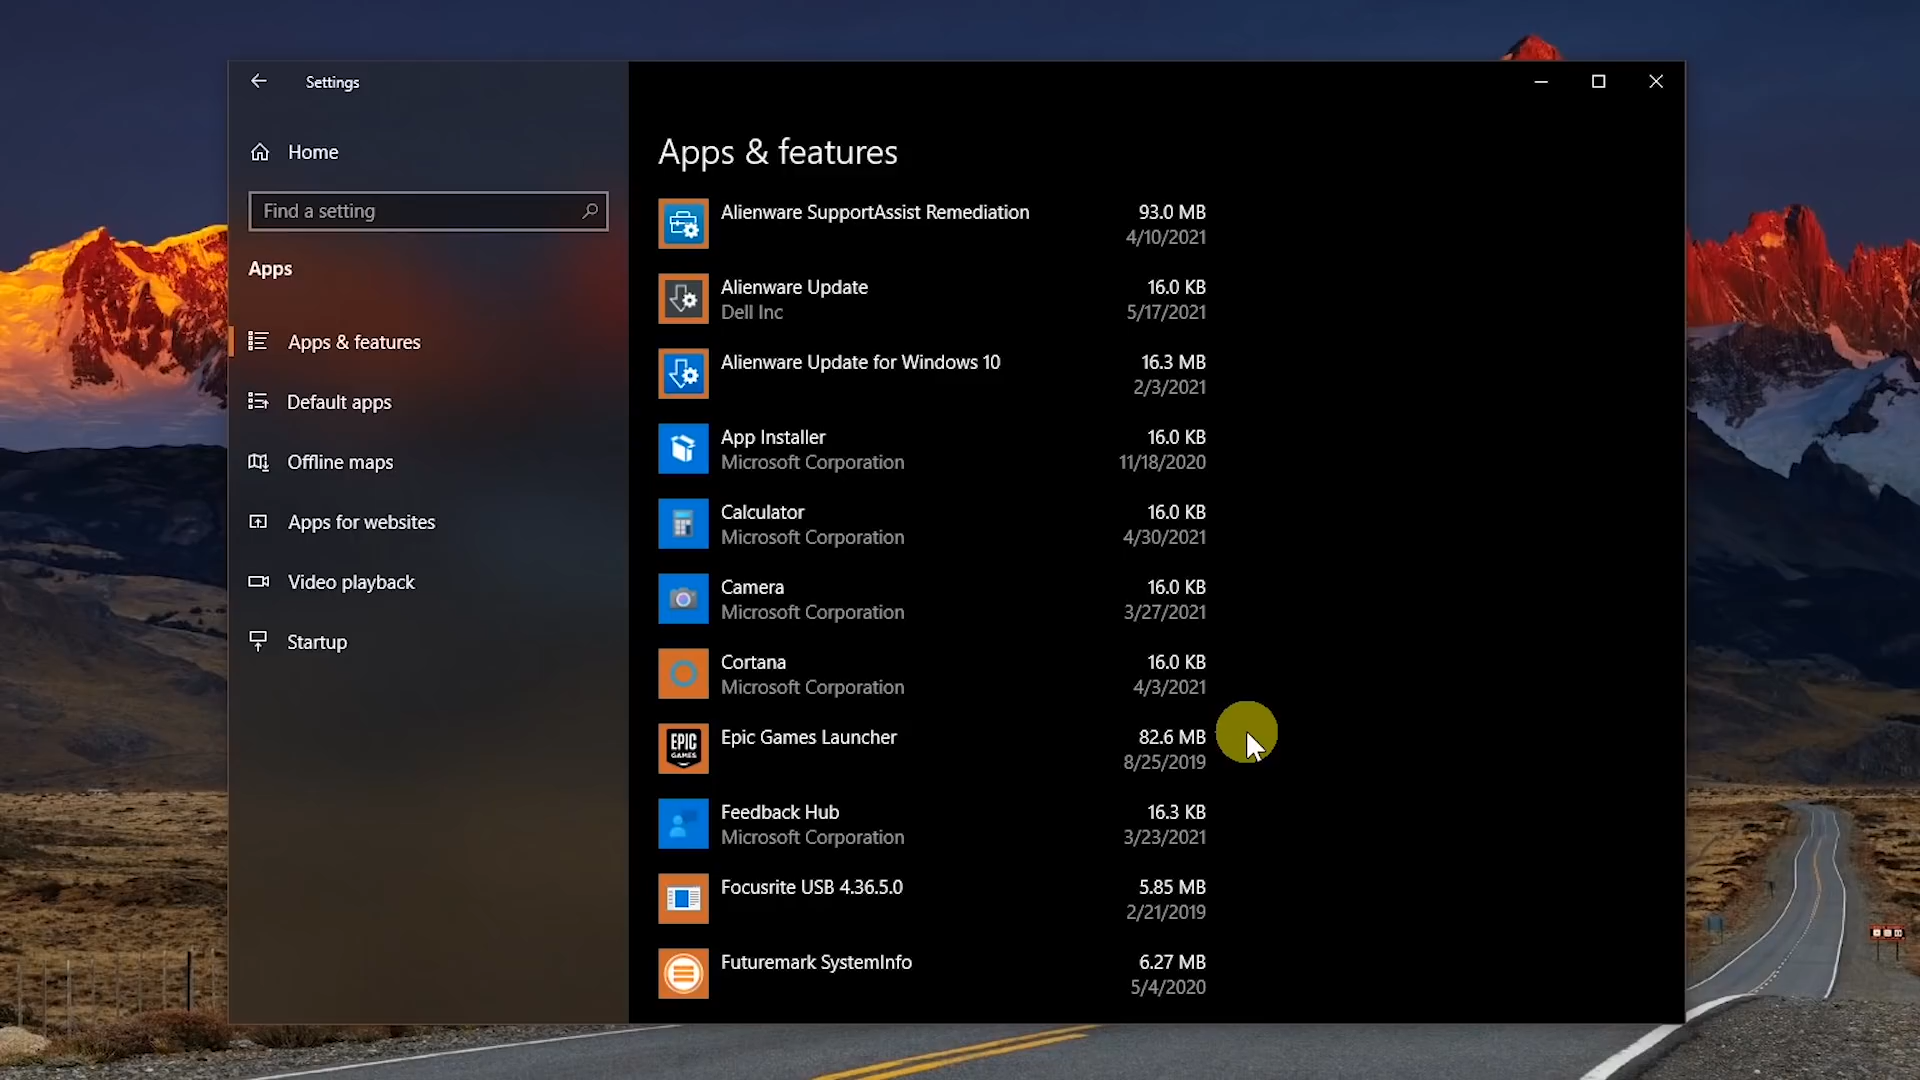 Settings
Home
Find a setting
Apps
Apps & features
Default apps
Offline maps
Apps for websites
Video playback
Startup
Apps & features
Alienware SupportAssist Remediation 93.0 MB
4/10/2021
Alienware Update 16.0 KB
Dell Inc 5/17/2021
Alienware Update for Windows 10 16.3 MB
2/3/2021
App Installer 16.0 KB
Microsoft Corporation 11/18/2020
Calculator 16.0 KB
Microsoft Corporation 4/30/2021
Camera 16.0 KB
Microsoft Corporation 3/27/2021
Cortana 16.0 KB
Microsoft Corporation 4/3/2021
EPIC
GAMES
Epic Games Launcher 82.6 MB
8/25/2019
Feedback Hub 16.3 KB
Microsoft Corporation 3/23/2021
Focusrite USB 4.36.5.0 5.85 MB
2/21/2019
Futuremark SystemInfo 6.27 MB
5/4/2020